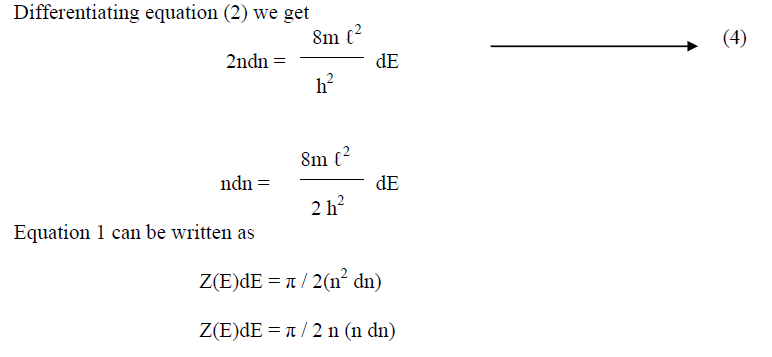 Differentiating equation (2) we get
2ndn = 8m ℓ² / h² dE (4)
ndn = 8m ℓ² / 2 h² dE
Equation 1 can be written as
Z(E)dE = π / 2(n² dn)
Z(E)dE = π / 2 n (n dn)